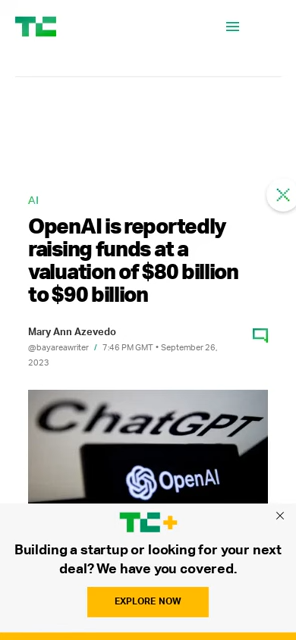 AI
OpenAI is reportedly
raising funds at a
valuation of $80 billion
to $90 billion
Mary Ann Azevedo
@bayareawriter / 7:46 PM GMT • September 26,
2023
ChatGPT
OpenAI
TC+
Building a startup or looking for your next
deal? We have you covered.
EXPLORE NOW